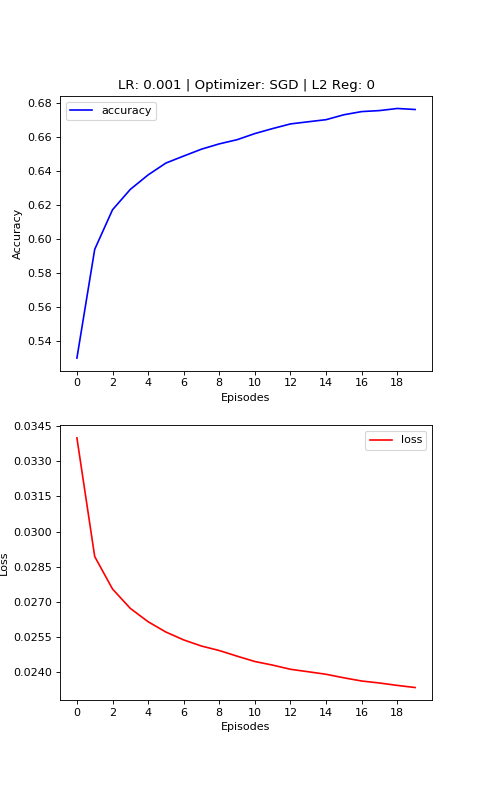 LR: 0.001 | Optimizer: SGD | L2 Reg: 0
accuracy
0.68
0.66
0.64
0.62
0.60
0.58
0.56
0.54
Accuracy
0 2 4 6 8 10 12 14 16 18
Episodes
loss
0.0345
0.0330
0.0315
0.0300
0.0285
0.0270
0.0255
0.0240
Loss
0 2 4 6 8 10 12 14 16 18
Episodes